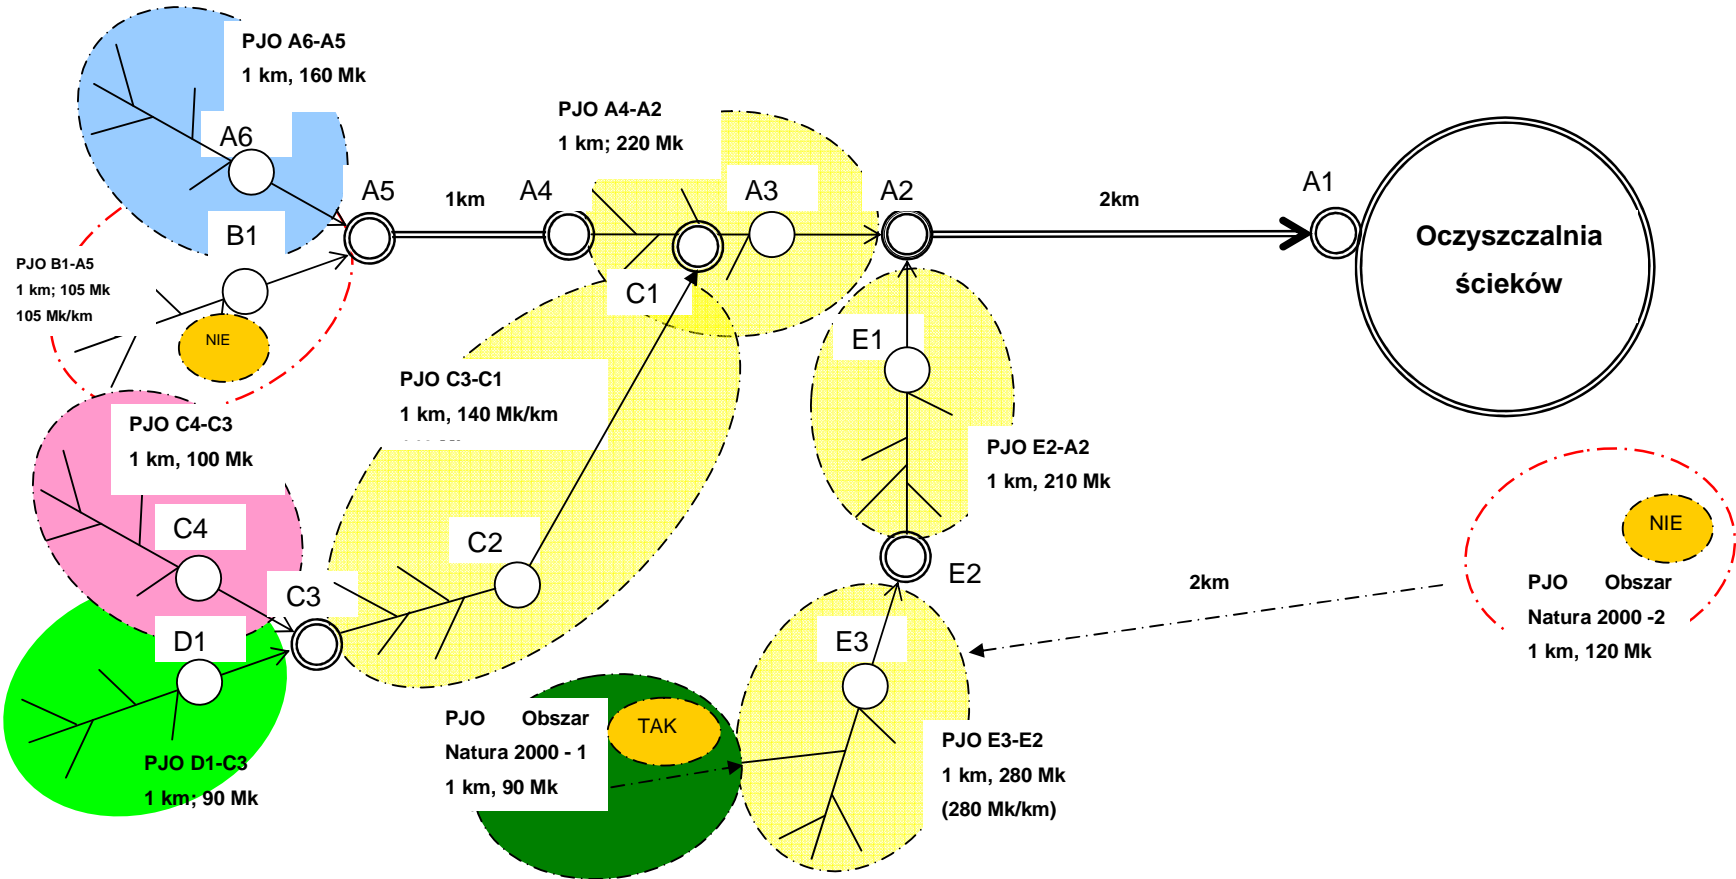 PJO A6-A5
1 km, 160 Mk
A6
B1
PJO B1-A5
1 km; 105 Mk
105 Mk/km
NIE
A5
1km
A4
PJO A4-A2
1 km; 220 Mk
A3
A2
2km
A1
Oczyszczalnia
ścieków
C1
E1
PJO C3-C1
1 km, 140 Mk/km
PJO C4-C3
1 km, 100 Mk
PJO E2-A2
1 km, 210 Mk
C4
C2
C3
D1
E2
2km
NIE
PJO Obszar
Natura 2000 -2
1 km, 120 Mk
E3
PJO Obszar
Natura 2000 - 1
1 km, 90 Mk
TAK
PJO E3-E2
1 km, 280 Mk
(280 Mk/km)
PJO D1-C3
1 km; 90 Mk